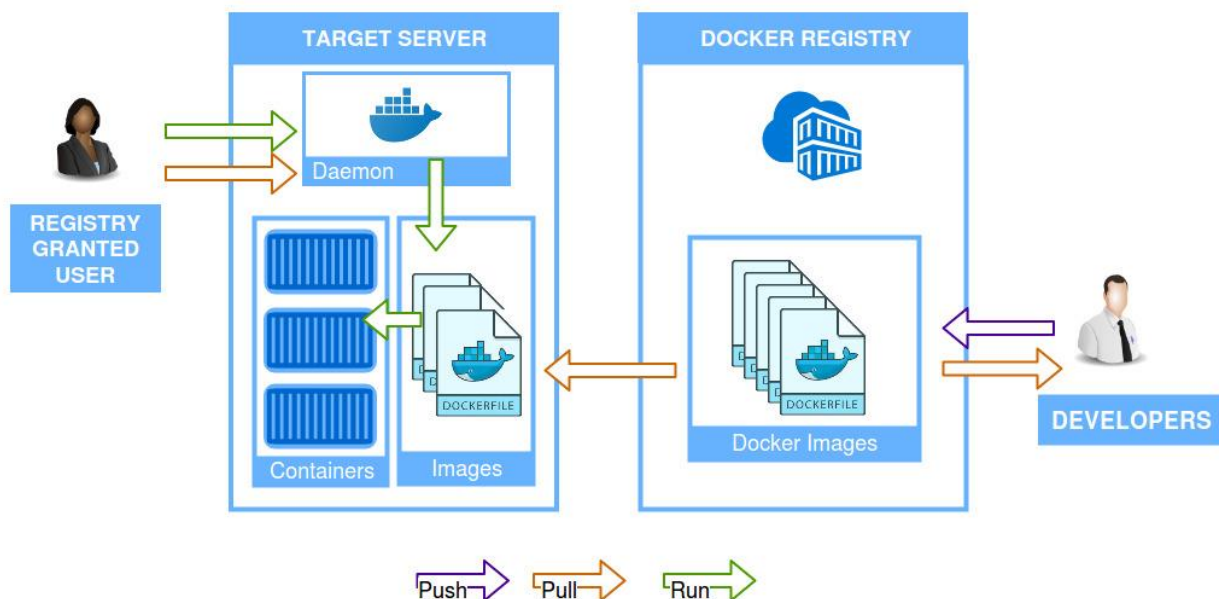 TARGET SERVER
DOCKER REGISTRY
Daemon
REGISTRY
GRANTED
USER
DOCKERFILE
DOCKERFILE
DEVELOPERS
Containers
Images
Docker Images
Push
Pull
Run